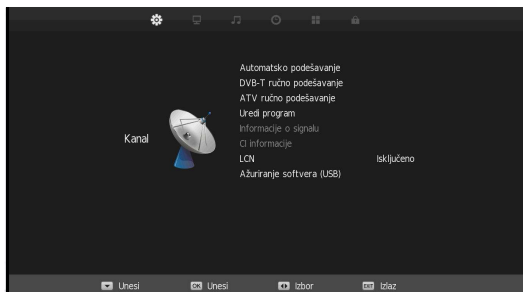 Automatsko podešavanje
DVB-T ručno podešavanje
ATV ručno podešavanje
Uredi program
Informacije o signalu
CI informacije
LCN Isključeno
Ažuriranje softvera (USB)
Kanal
Unesi OK Unesi Izbor EXIT Izlaz